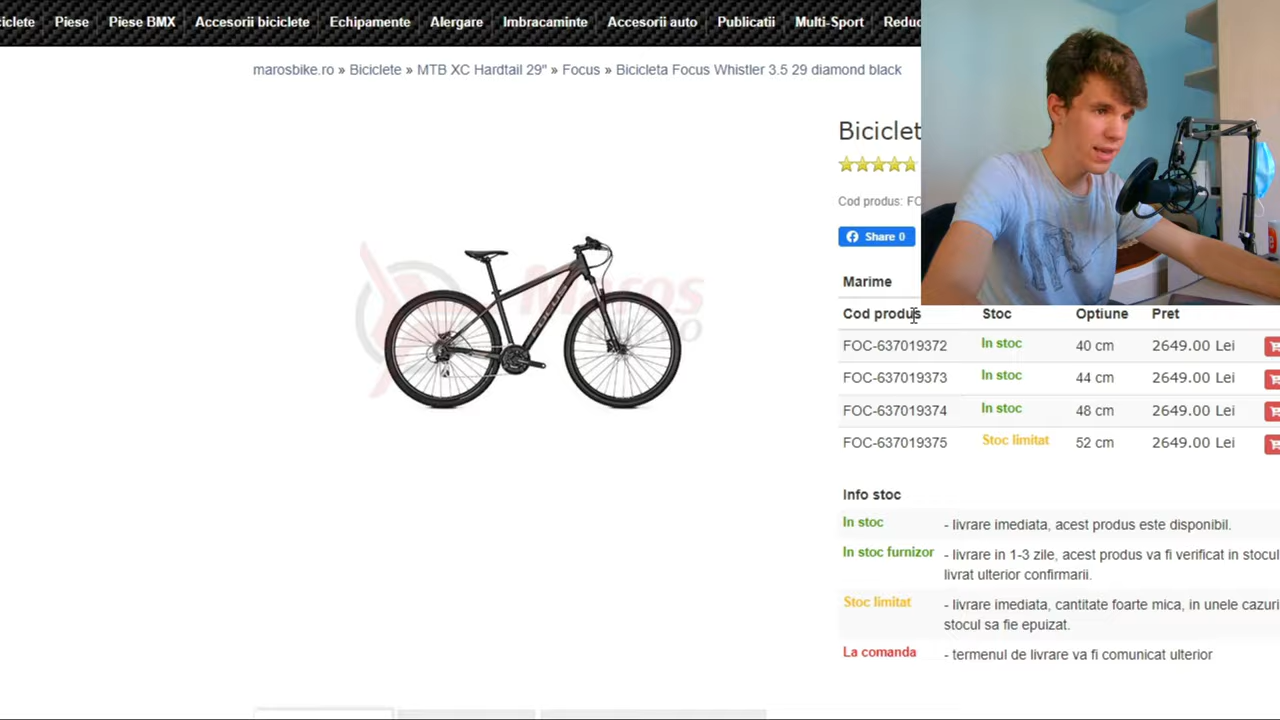 Piese Piese BMX Accesorii biciclete Echipamente Alergare Imbracaminte Accesorii auto Publicatii Multi-Sport
marosbike.ro » Biciclete » MTB XC Hardtail 29" » Focus » Bicicleta Focus Whistler 3.5 29 diamond black
Maros
FOCUS
Cod produs:
Share 0
Marime
Cod produs Stoc Optiune Pret
FOC-637019372 In stoc 40 cm 2649.00 Lei
FOC-637019373 In stoc 44 cm 2649.00 Lei
FOC-637019374 In stoc 48 cm 2649.00 Lei
FOC-637019375 Stoc limitat 52 cm 2649.00 Lei
Info stoc
In stoc - livrare imediata, acest produs este disponibil.
In stoc furnizor - livrare in 1-3 zile, acest produs va fi verificat in stocul
livrat ulterior confirmarii.
Stoc limitat - livrare imediata, cantitate foarte mica, in unele cazuri
stocul sa fie epuizat.
La comanda - termenul de livrare va fi comunicat ulterior